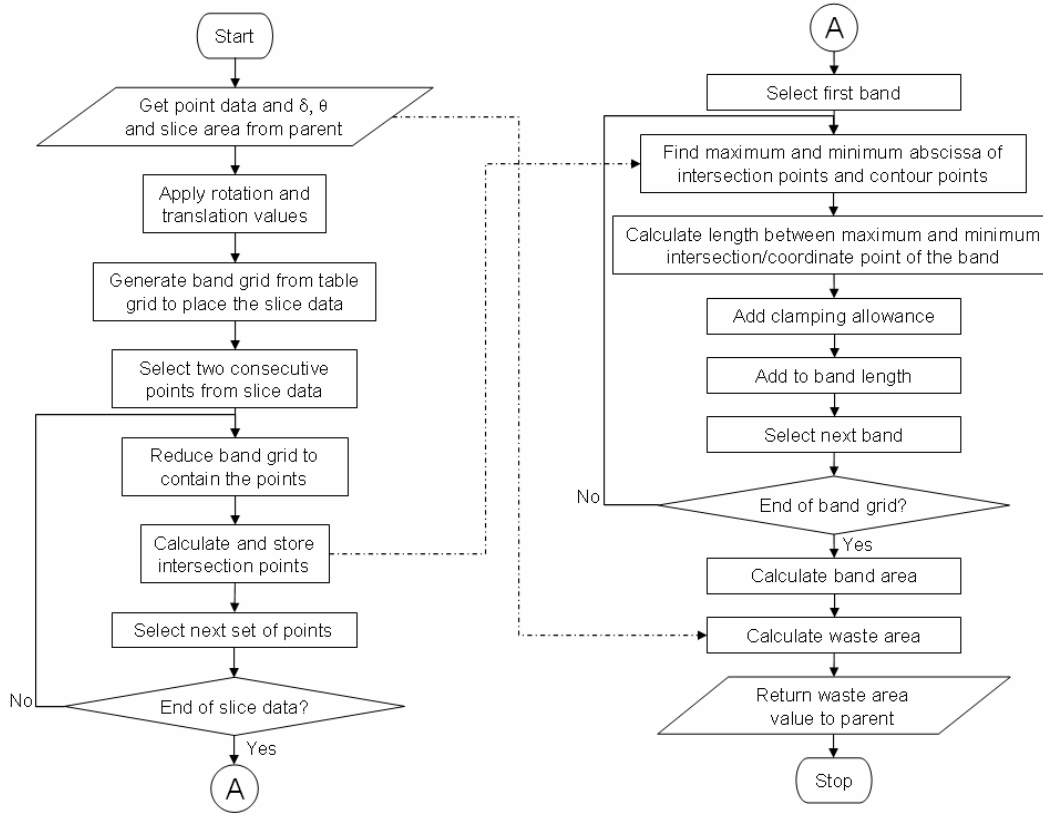 Start
Get point data and δ, θ
and slice area from parent
Apply rotation and
translation values
Generate band grid from table
grid to place the slice data
Select two consecutive
points from slice data
Reduce band grid to
contain the points
Calculate and store
intersection points
Select next set of points
End of slice data?
No
Yes
A
A
Select first band
Find maximum and minimum abscissa of
intersection points and contour points
Calculate length between maximum and minimum
intersection/coordinate point of the band
Add clamping allowance
Add to band length
Select next band
End of band grid?
No
Yes
Calculate band area
Calculate waste area
Return waste area
value to parent
Stop